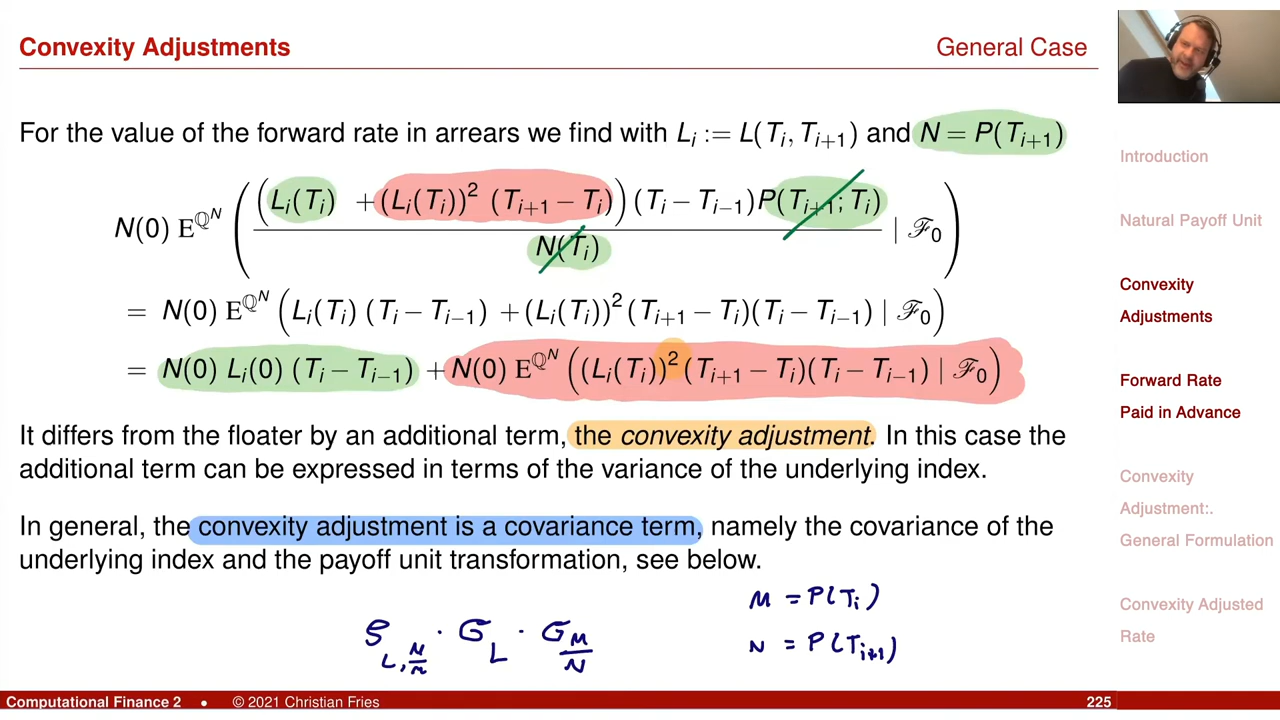 Convexity Adjustments
General Case
For the value of the forward rate in arrears we find with L_i := L(T_i, T_{i+1}) and N = P(T_{i+1})
N(0) E^{ℚ^N} ( ( L_i(T_i) + (L_i(T_i))^2 (T_{i+1} − T_i) ) (T_i − T_{i−1}) P(T_{i+1}; T_i) / N(T_i) | ℱ_0 )
= N(0) E^{ℚ^N} ( L_i(T_i) (T_i − T_{i−1}) + (L_i(T_i))^2 (T_{i+1} − T_i)(T_i − T_{i−1}) | ℱ_0 )
= N(0) L_i(0) (T_i − T_{i−1}) + N(0) E^{ℚ^N} ( (L_i(T_i))^2 (T_{i+1} − T_i)(T_i − T_{i−1}) | ℱ_0 )
It differs from the floater by an additional term, the convexity adjustment. In this case the
additional term can be expressed in terms of the variance of the underlying index.
In general, the convexity adjustment is a covariance term, namely the covariance of the
underlying index and the payoff unit transformation, see below.
M = P(T_i)
ρ_{L, M/N} · σ_L · σ_{M/N}
N = P(T_{i+1})
Introduction
Natural Payoff Unit
Convexity
Adjustments
Forward Rate
Paid in Advance
Convexity
Adjustment:.
General Formulation
Convexity Adjusted
Rate
Computational Finance 2 • © 2021 Christian Fries
225